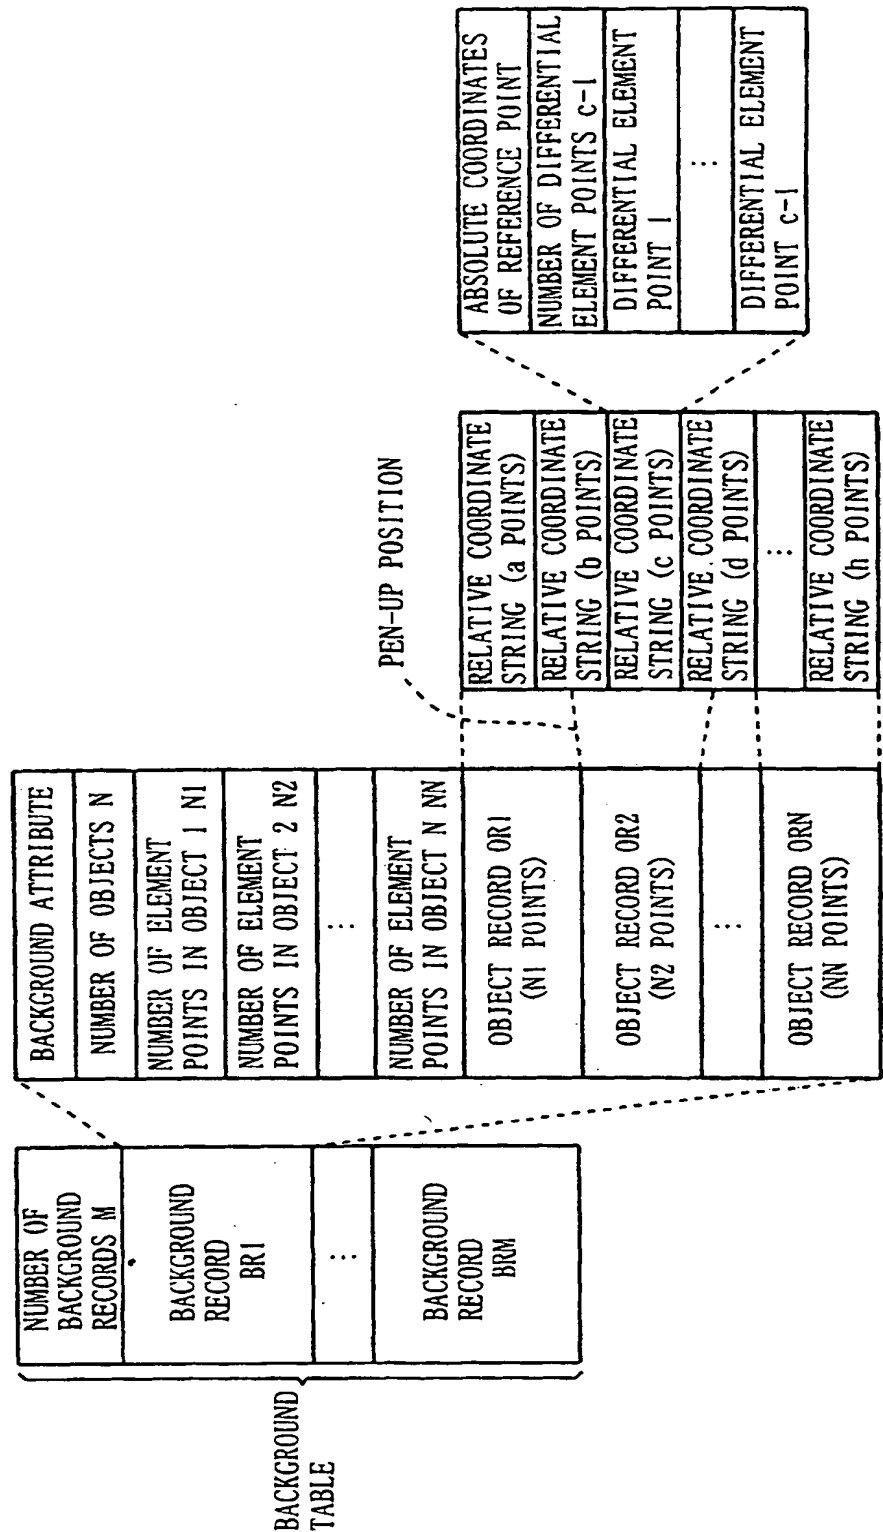 BACKGROUND
TABLE
NUMBER OF
BACKGROUND
RECORDS M
BACKGROUND
RECORD
BR1
⋮
BACKGROUND
RECORD
BRM
BACKGROUND ATTRIBUTE
NUMBER OF OBJECTS N
NUMBER OF ELEMENT
POINTS IN OBJECT 1 N1
NUMBER OF ELEMENT
POINTS IN OBJECT 2 N2
⋮
NUMBER OF ELEMENT
POINTS IN OBJECT N NN
OBJECT RECORD OR1
(N1 POINTS)
OBJECT RECORD OR2
(N2 POINTS)
⋮
OBJECT RECORD ORN
(NN POINTS)
PEN-UP POSITION
RELATIVE COORDINATE
STRING (a POINTS)
RELATIVE COORDINATE
STRING (b POINTS)
RELATIVE COORDINATE
STRING (c POINTS)
RELATIVE COORDINATE
STRING (d POINTS)
⋮
RELATIVE COORDINATE
STRING (h POINTS)
ABSOLUTE COORDINATES
OF REFERENCE POINT
NUMBER OF DIFFERENTIAL
ELEMENT POINTS c-1
DIFFERENTIAL ELEMENT
POINT 1
⋮
DIFFERENTIAL ELEMENT
POINT c-1